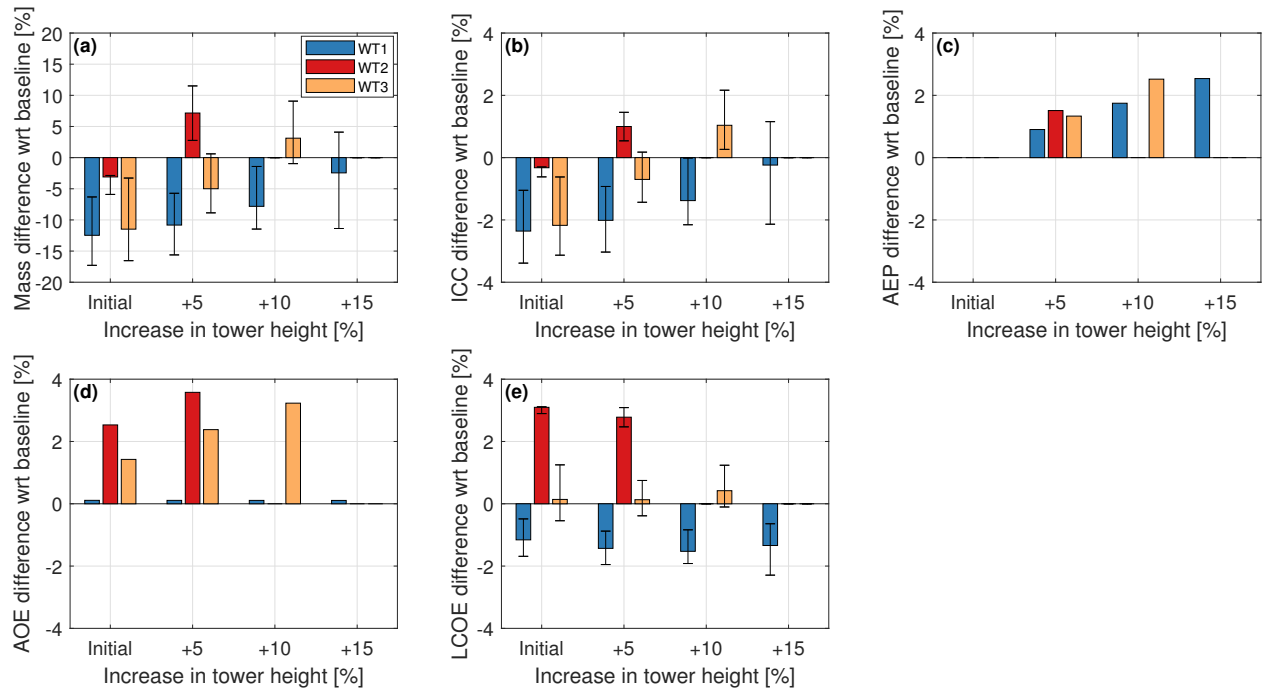 (a)
WT1
WT2
WT3
Mass difference wrt baseline [%]
20
15
10
5
0
-5
-10
-15
-20
Initial
+5
+10
+15
Increase in tower height [%]
(b)
ICC difference wrt baseline [%]
4
2
0
-2
-4
Initial
+5
+10
+15
Increase in tower height [%]
(c)
AEP difference wrt baseline [%]
4
2
0
-2
-4
Initial
+5
+10
+15
Increase in tower height [%]
(d)
AOE difference wrt baseline [%]
4
2
0
-2
-4
Initial
+5
+10
+15
Increase in tower height [%]
(e)
LCOE difference wrt baseline [%]
4
2
0
-2
-4
Initial
+5
+10
+15
Increase in tower height [%]